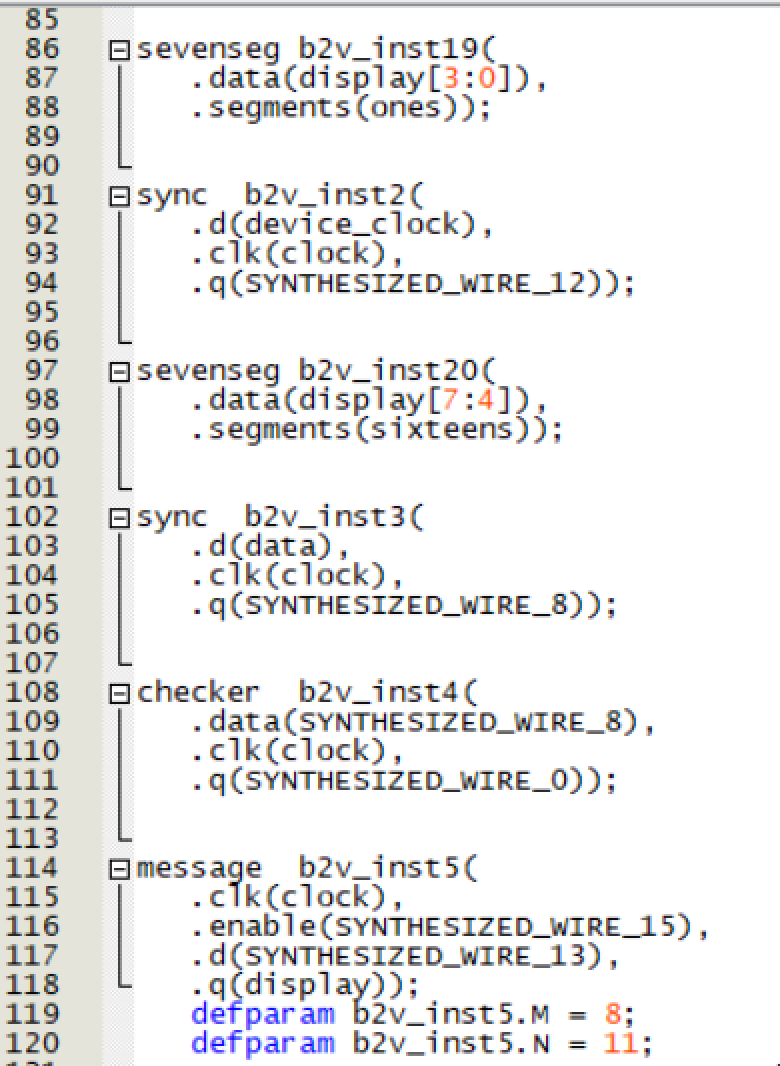 85
86 sevenseg b2v_inst19(
87 .data(display[3:0]),
88 .segments(ones));
89
90
91 sync  b2v_inst2(
92 .d(device_clock),
93 .clk(clock),
94 .q(SYNTHESIZED_WIRE_12));
95
96
97 sevenseg b2v_inst20(
98 .data(display[7:4]),
99 .segments(sixteens));
100
101
102 sync  b2v_inst3(
103 .d(data),
104 .clk(clock),
105 .q(SYNTHESIZED_WIRE_8));
106
107
108 checker  b2v_inst4(
109 .data(SYNTHESIZED_WIRE_8),
110 .clk(clock),
111 .q(SYNTHESIZED_WIRE_0));
112
113
114 message  b2v_inst5(
115 .clk(clock),
116 .enable(SYNTHESIZED_WIRE_15),
117 .d(SYNTHESIZED_WIRE_13),
118 .q(display));
119 defparam b2v_inst5.M = 8;
120 defparam b2v_inst5.N = 11;